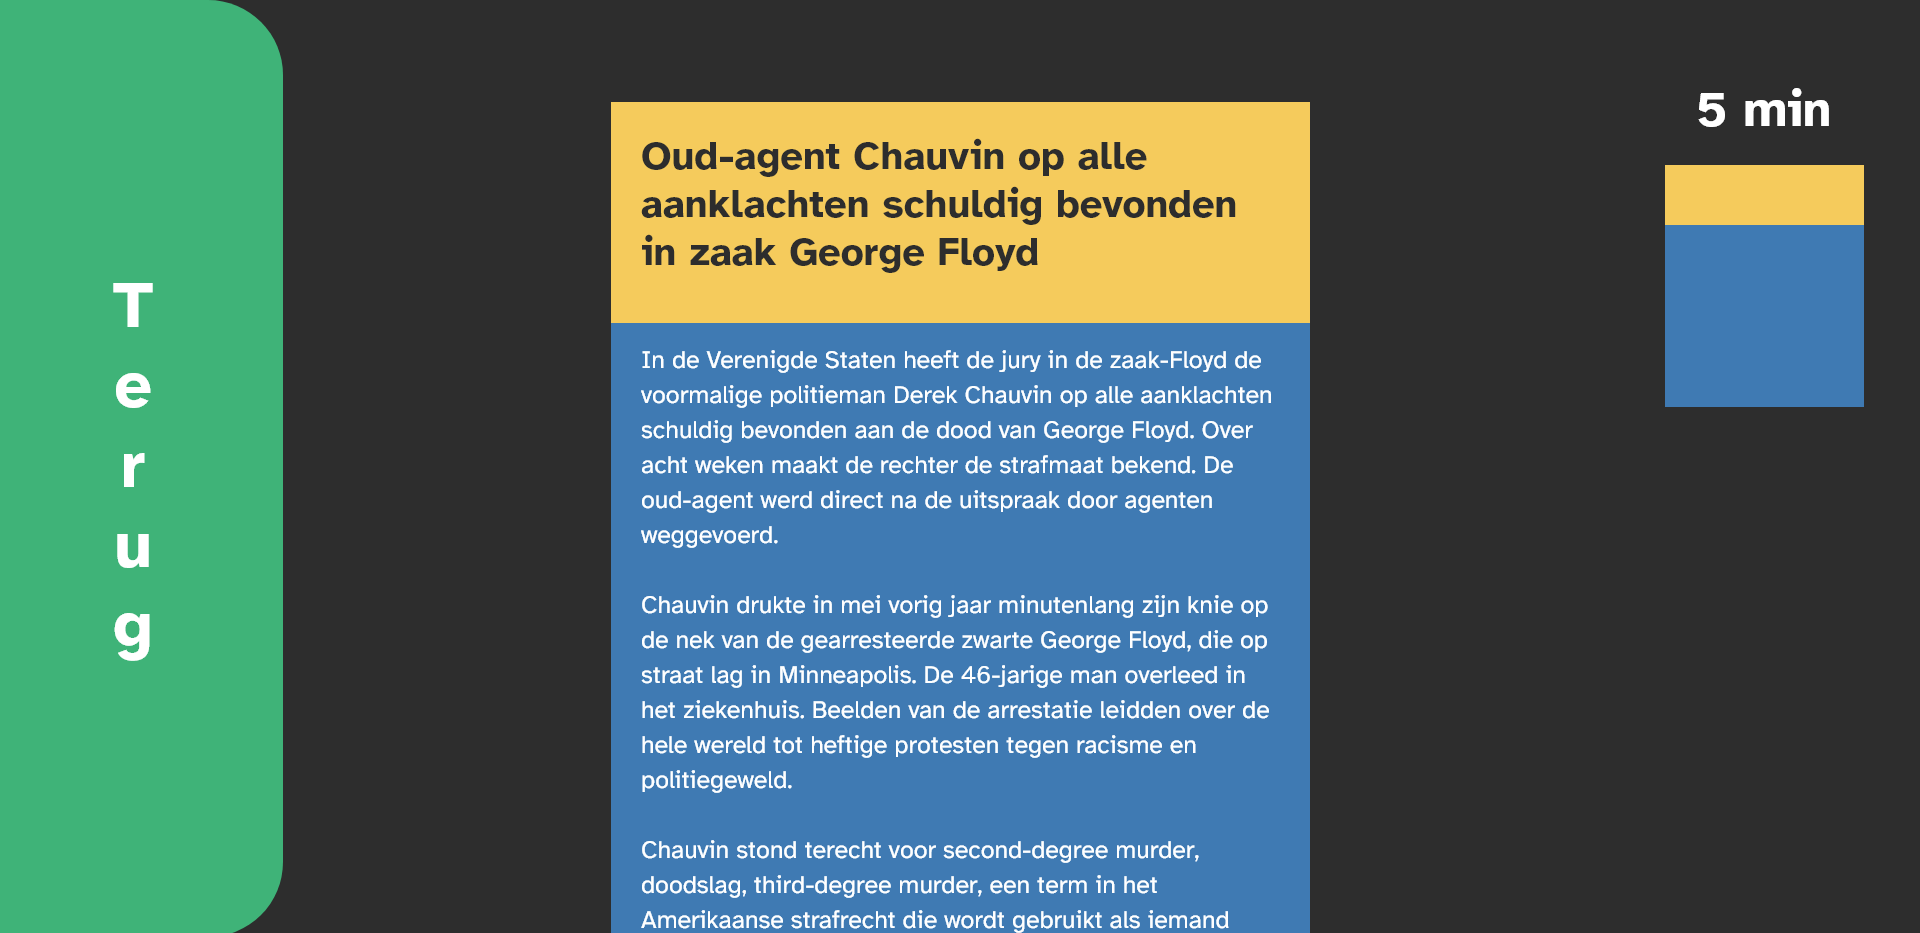 Terug
Oud-agent Chauvin op alle
aanklachten schuldig bevonden
in zaak George Floyd
In de Verenigde Staten heeft de jury in de zaak-Floyd de
voormalige politieman Derek Chauvin op alle aanklachten
schuldig bevonden aan de dood van George Floyd. Over
acht weken maakt de rechter de strafmaat bekend. De
oud-agent werd direct na de uitspraak door agenten
weggevoerd.
Chauvin drukte in mei vorig jaar minutenlang zijn knie op
de nek van de gearresteerde zwarte George Floyd, die op
straat lag in Minneapolis. De 46-jarige man overleed in
het ziekenhuis. Beelden van de arrestatie leidden over de
hele wereld tot heftige protesten tegen racisme en
politiegeweld.
Chauvin stond terecht voor second-degree murder,
doodslag, third-degree murder, een term in het
Amerikaanse strafrecht die wordt gebruikt als iemand
5 min